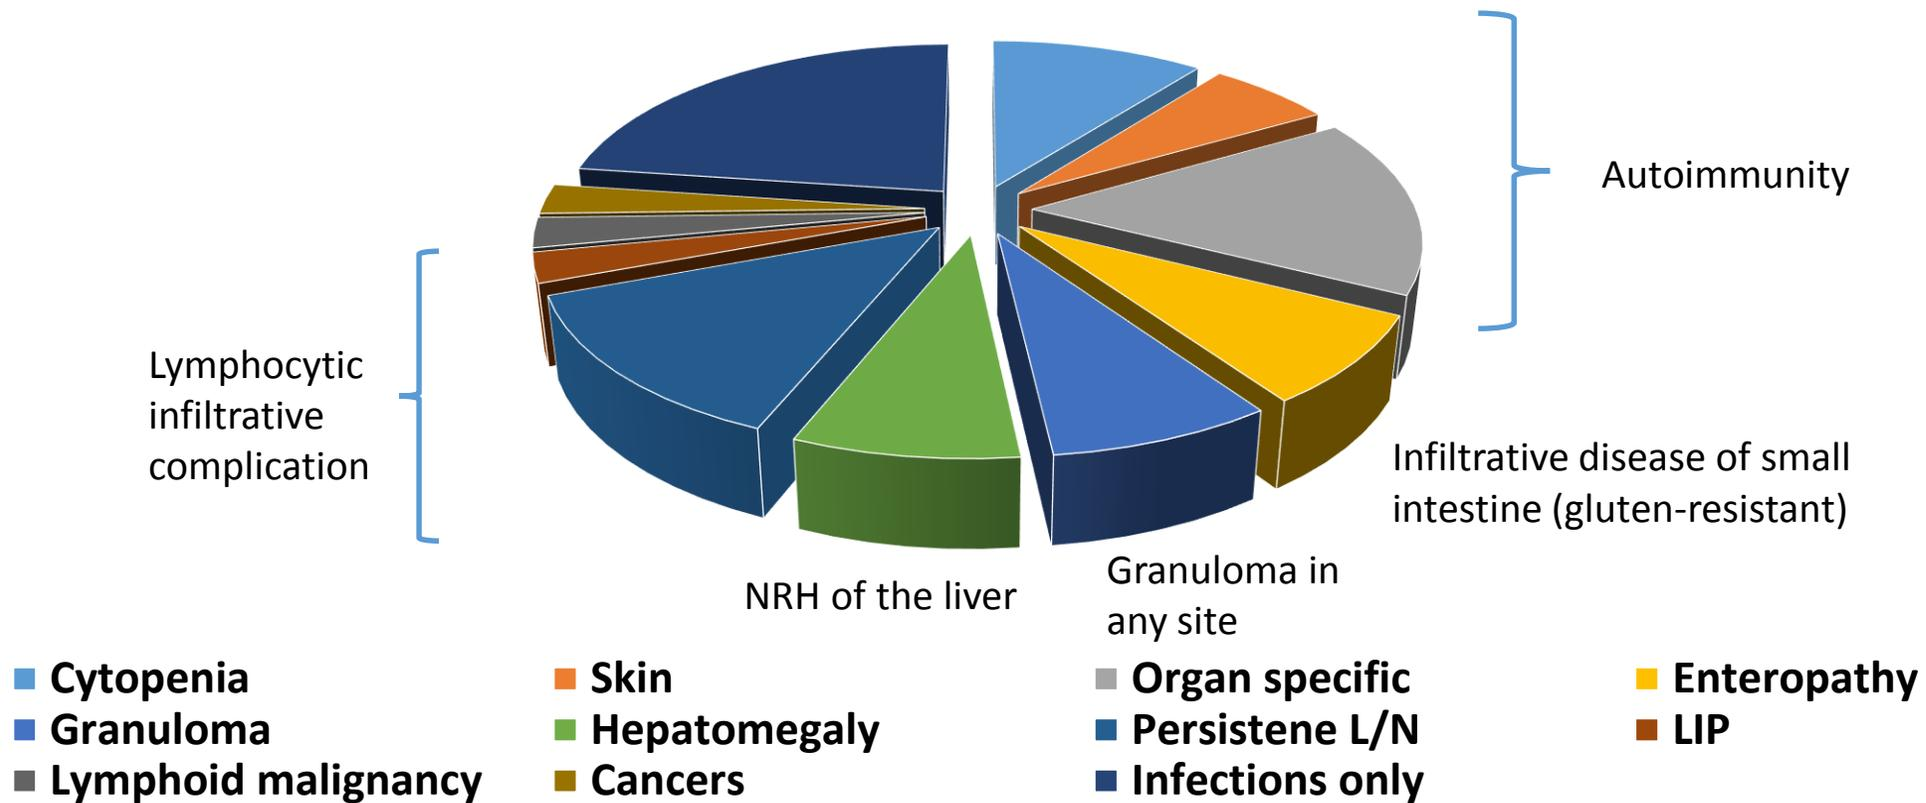 Autoimmunity
Lymphocytic
infiltrative
complication
Infiltrative disease of small
intestine (gluten-resistant)
Granuloma in
any site
NRH of the liver
Cytopenia
Skin
Organ specific
Enteropathy
Granuloma
Hepatomegaly
Persistene L/N
LIP
Lymphoid malignancy
Cancers
Infections only